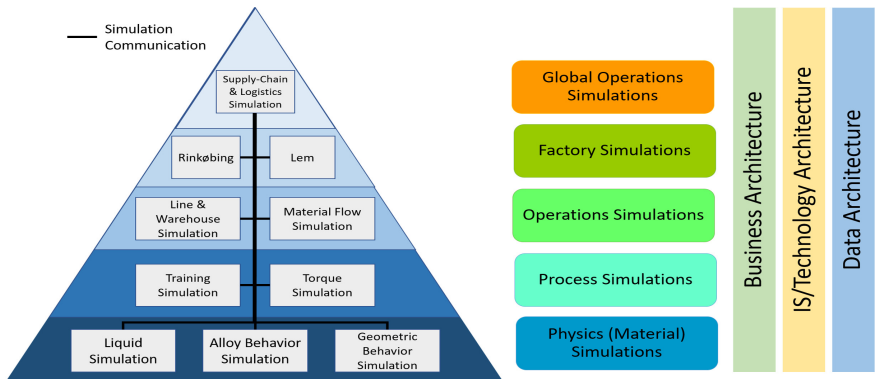 Simulation
Communication
Supply-Chain
& Logistics
Simulation
Rinkøbing
Lem
Line &
Warehouse
Simulation
Material Flow
Simulation
Training
Simulation
Torque
Simulation
Liquid
Simulation
Alloy Behavior
Simulation
Geometric
Behavior
Simulation
Global Operations
Simulations
Factory Simulations
Operations Simulations
Process Simulations
Physics (Material)
Simulations
Business Architecture
IS/Technology Architecture
Data Architecture